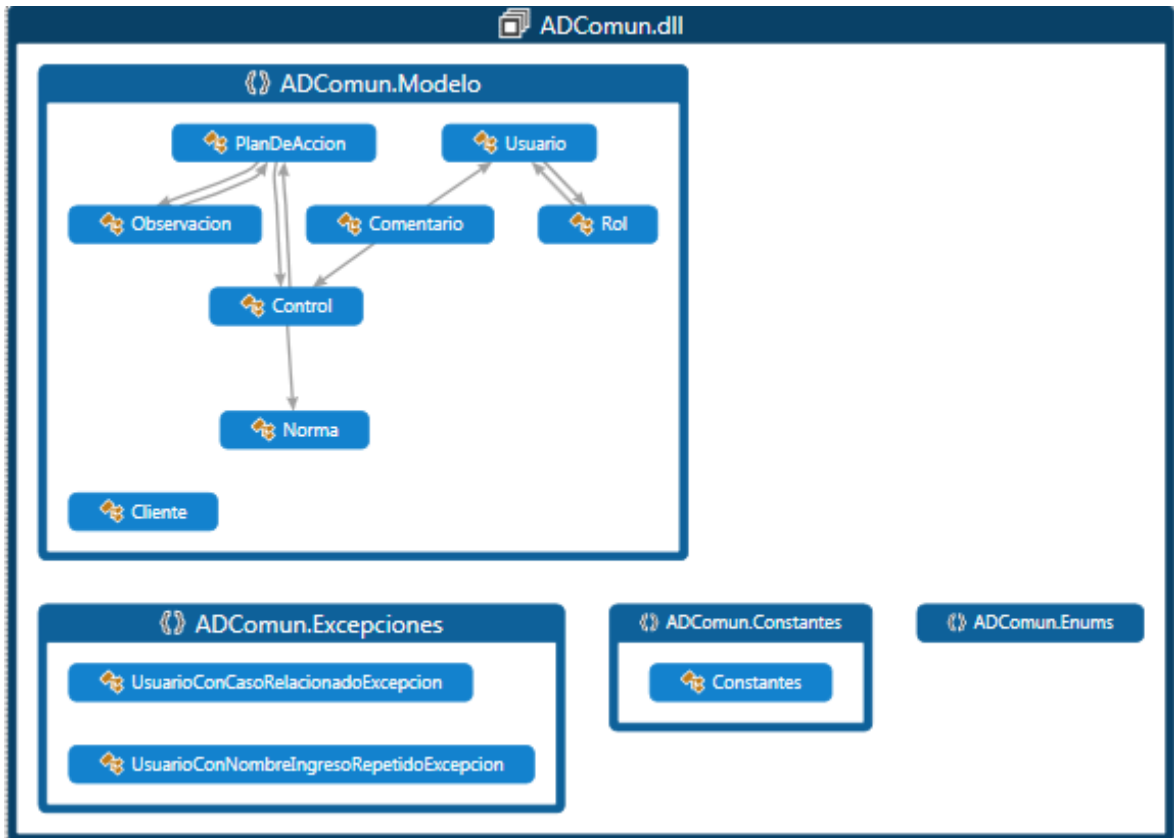 ADComun.dll
ADComun.Modelo
PlanDeAccion
Usuario
Observacion
Comentario
Rol
Control
Norma
Cliente
ADComun.Excepciones
UsuarioConCasoRelacionadoExcepcion
UsuarioConNombreIngresoRepetidoExcepcion
ADComun.Constantes
Constantes
ADComun.Enums